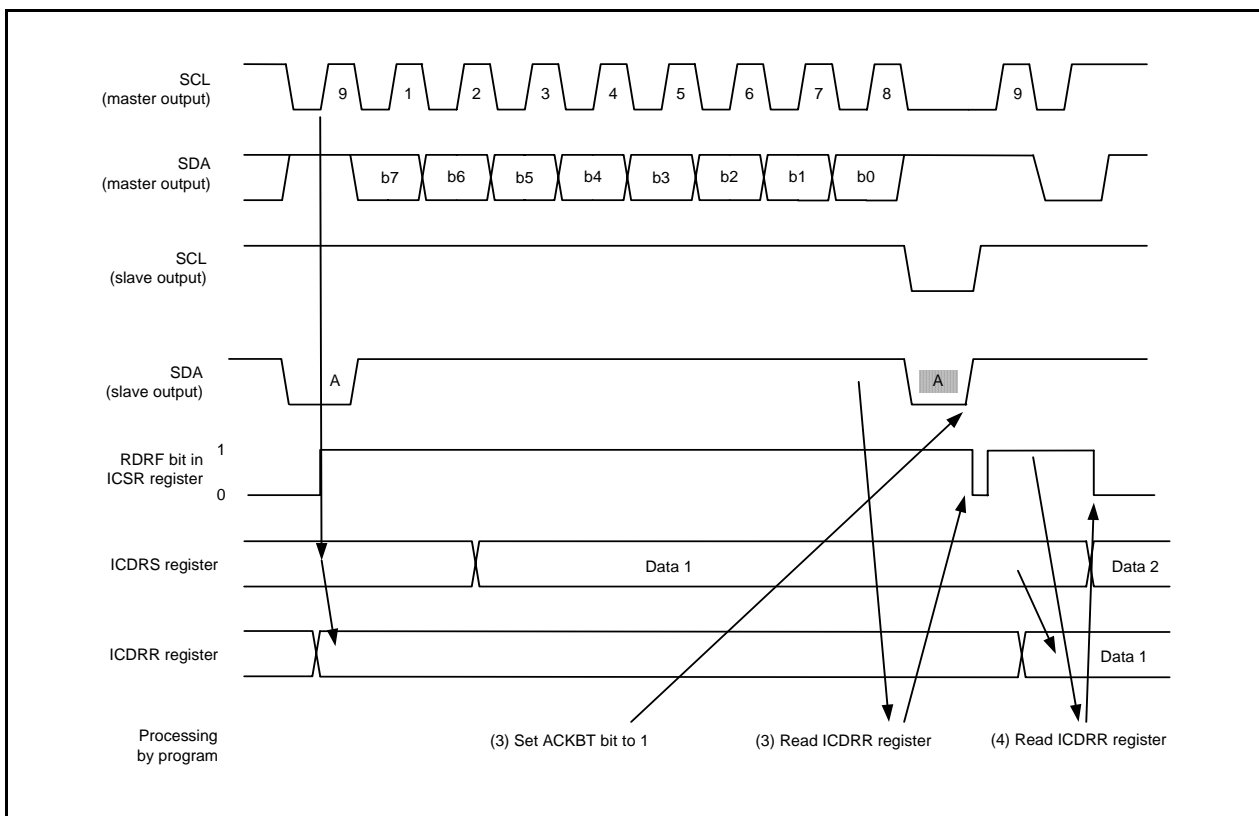 SCL
(master output)
9 1 2 3 4 5 6 7 8 9
SDA
(master output)
b7 b6 b5 b4 b3 b2 b1 b0
SCL
(slave output)
SDA
(slave output)
A A
RDRF bit in
ICSR register
1
0
ICDRS register
Data 1 Data 2
ICDRR register
Data 1
Processing
by program
(3) Set ACKBT bit to 1 (3) Read ICDRR register (4) Read ICDRR register